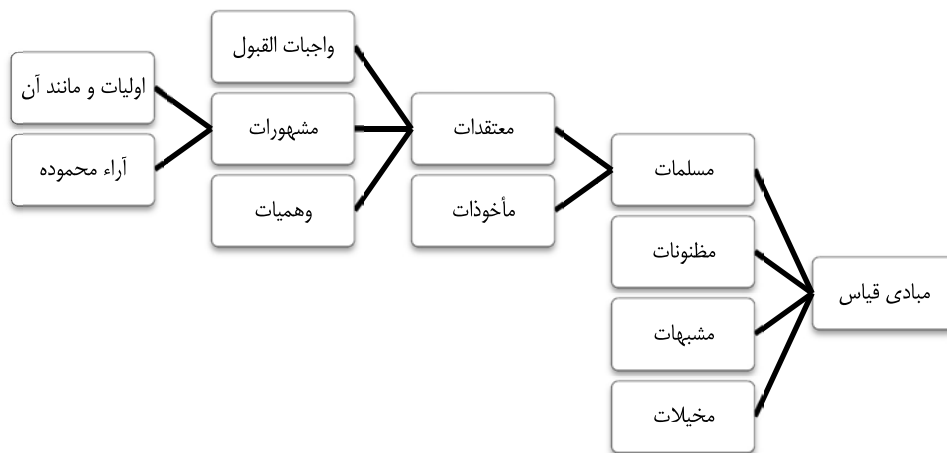 مبادی قیاس
مسلمات
مظنونات
مشبهات
مخیلات
معتقدات
مأخوذات
واجبات القبول
مشهورات
وهمیات
اولیات و مانند آن
آراء محموده